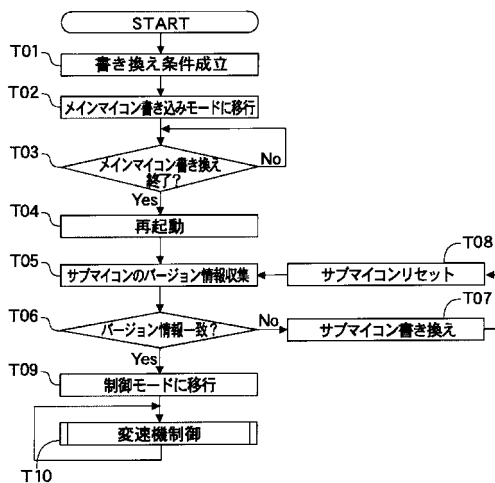 START
T01
書き換え条件成立
T02
メインマイコン書き込みモードに移行
T03
メインマイコン書き換え
終了?
No
Yes
T04
再起動
T08
T05
サブマイコンのバージョン情報収集
サブマイコンリセット
T07
T06
バージョン情報一致?
No
サブマイコン書き換え
Yes
T09
制御モードに移行
変速機制御
T10